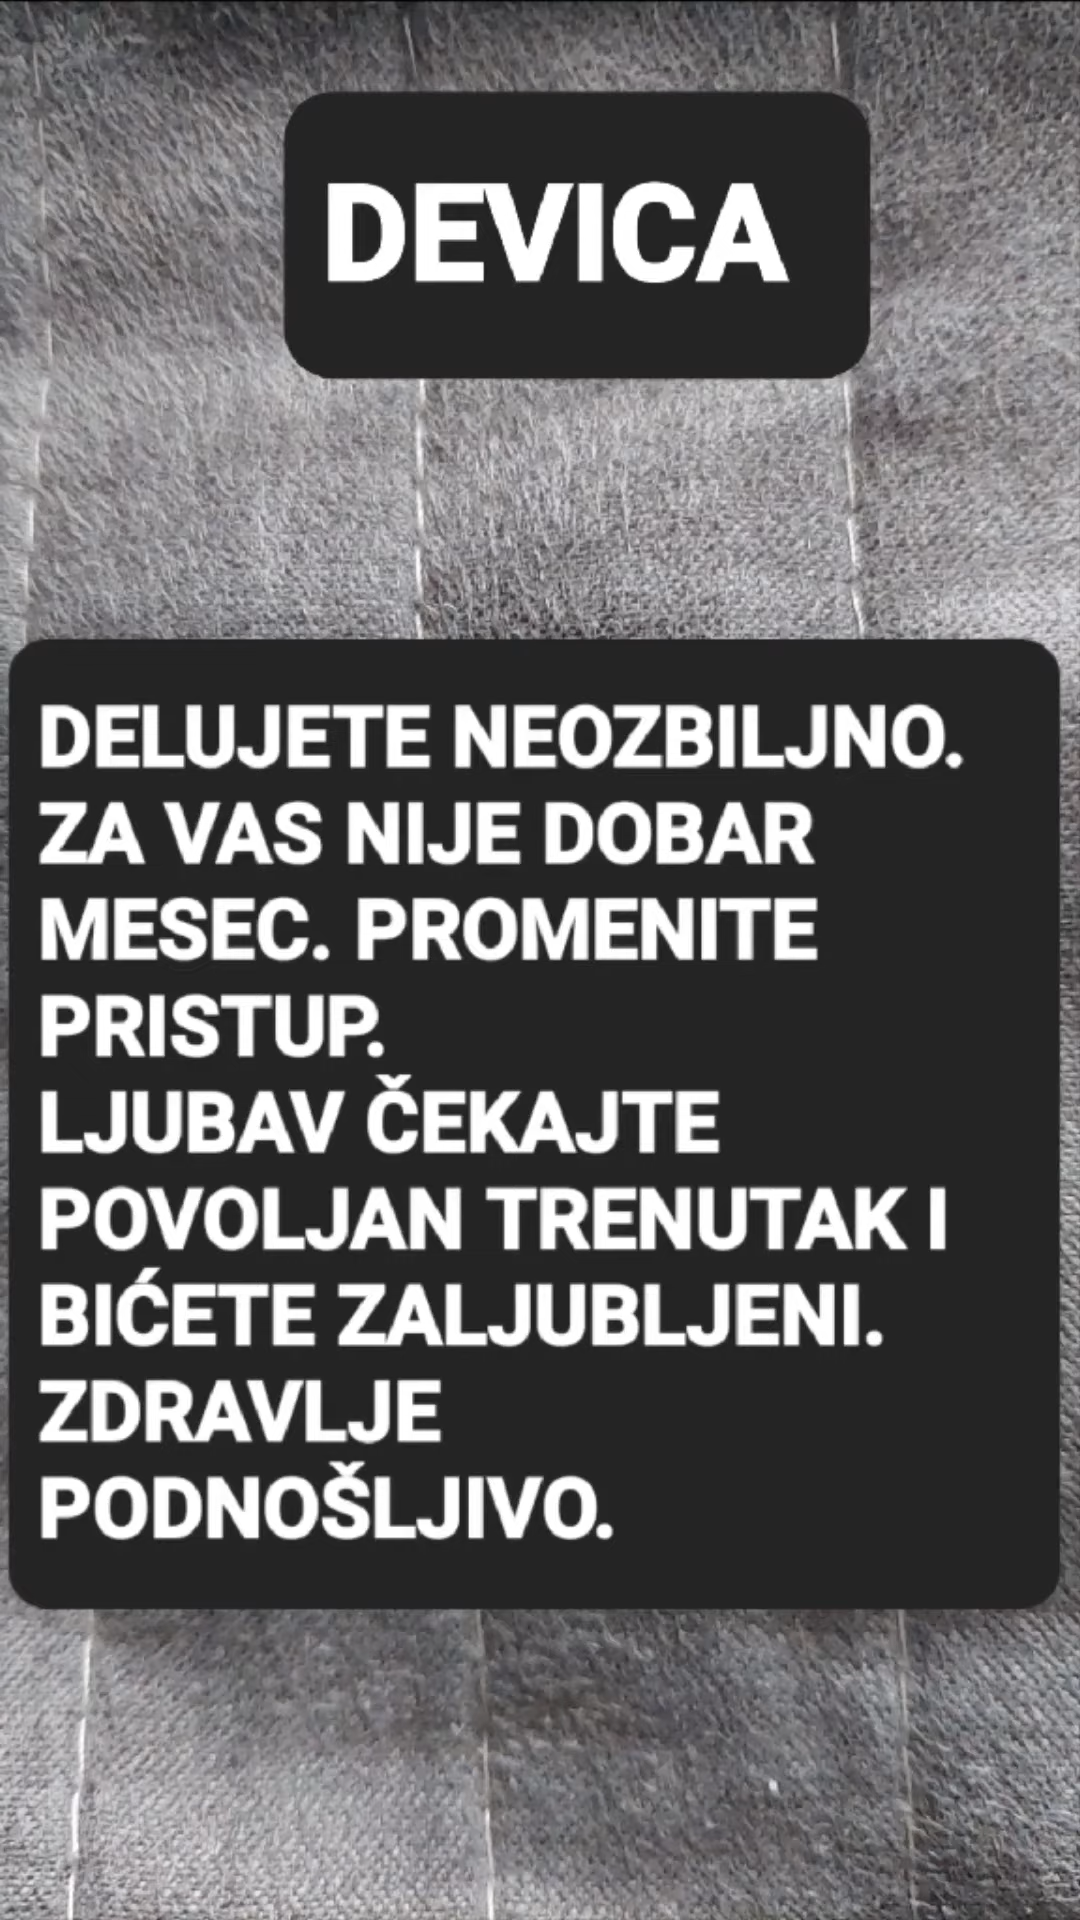 DEVICA
DELUJETE NEOZBILJNO.
ZA VAS NIJE DOBAR
MESEC. PROMENITE
PRISTUP.
LJUBAV ČEKAJTE
POVOLJAN TRENUTAK I
BIĆETE ZALJUBLJENI.
ZDRAVLJE
PODNOŠLJIVO.